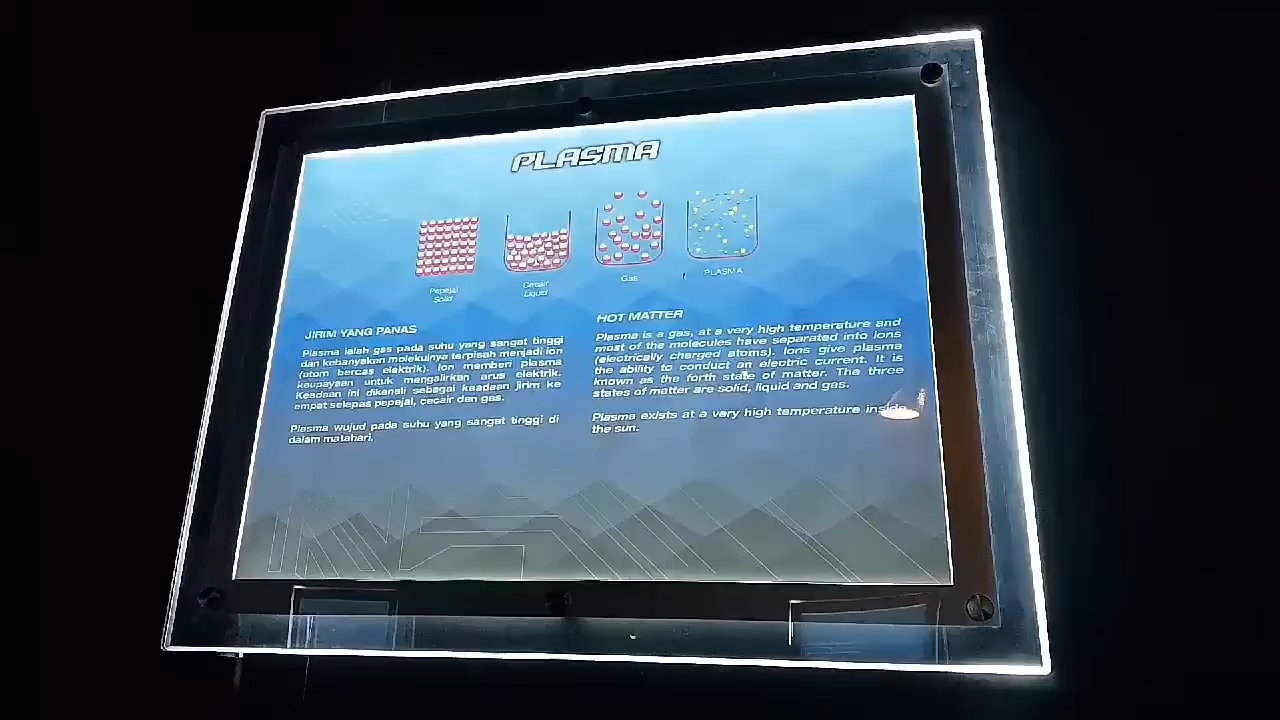 PLASMA
Pepejal
Solid
Cecair
Liquid
Gas
PLASMA
JIRIM YANG PANAS
Plasma ialah gas pada suhu yang sangat tinggi
dan kebanyakan molekulnya terpisah menjadi ion
(atom bercas elektrik). Ion memberi plasma
keupayaan untuk mengalirkan arus elektrik.
Keadaan ini dikenali sebagai keadaan jirim ke
empat selepas pepejal, cecair dan gas.
Plasma wujud pada suhu yang sangat tinggi di
dalam matahari.
HOT MATTER
Plasma is a gas, at a very high temperature and
most of the molecules have separated into ions
(electrically charged atoms). Ions give plasma
the ability to conduct an electric current. It is
known as the forth state of matter. The three
states of matter are solid, liquid and gas.
Plasma exists at a very high temperature inside
the sun.